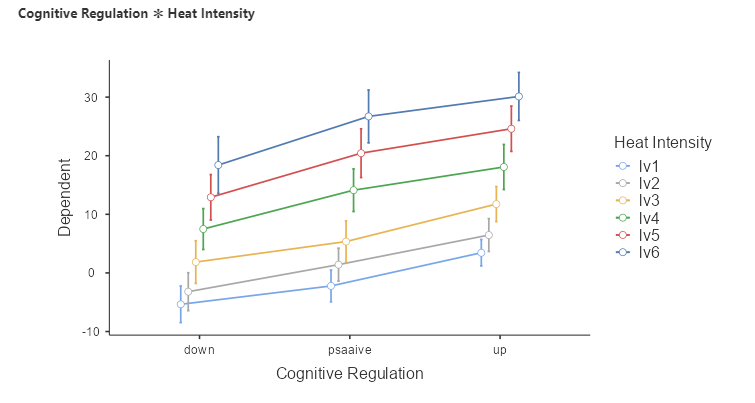 Cognitive Regulation ✻ Heat Intensity
30
20
10
0
-10
Dependent
down
psaaive
up
Cognitive Regulation
Heat Intensity
lv1
lv2
lv3
lv4
lv5
lv6